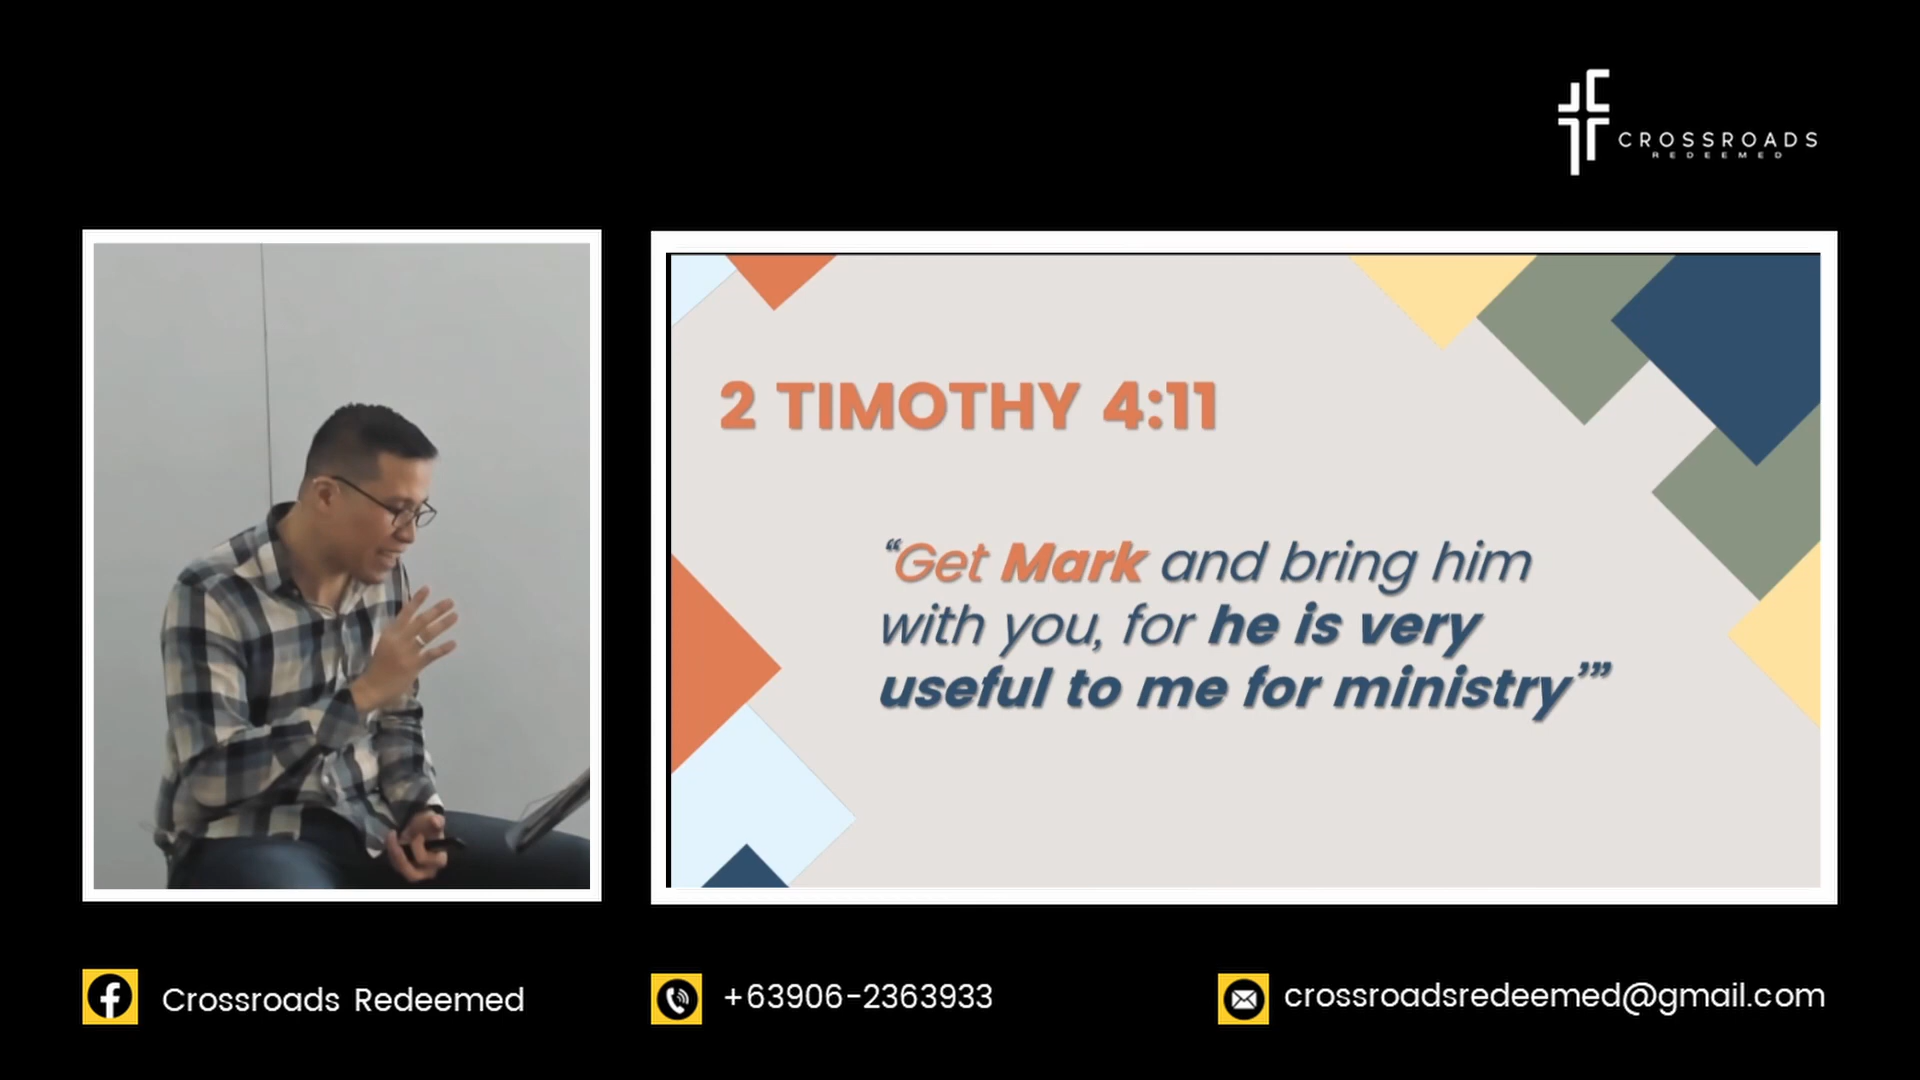 CROSSROADS
REDEEMED
2 TIMOTHY 4:11
“Get Mark and bring him
with you, for he is very
useful to me for ministry’”
Crossroads Redeemed
+63906-2363933
crossroadsredeemed@gmail.com